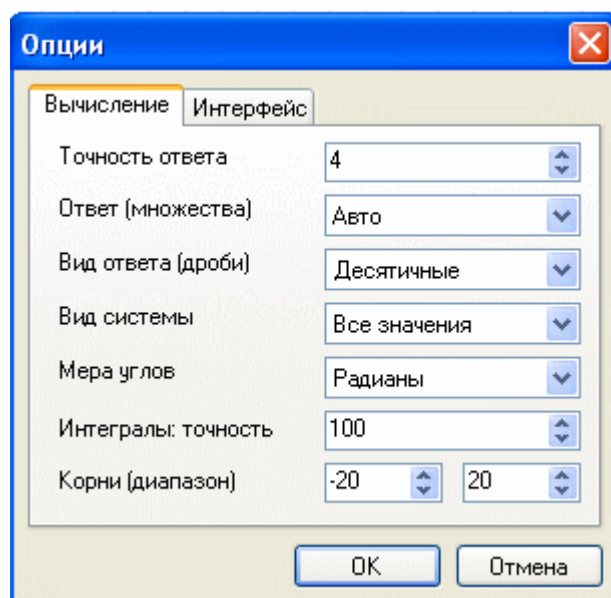 Опции
Вычисление Интерфейс
Точность ответа 4
Ответ (множества) Авто
Вид ответа (дроби) Десятичные
Вид системы Все значения
Мера углов Радианы
Интегралы: точность 100
Корни (диапазон) -20 20
OK Отмена